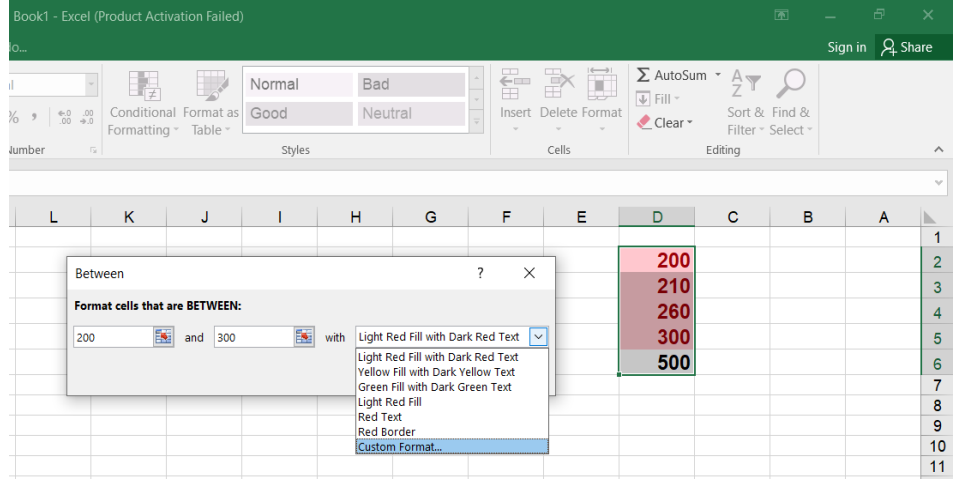 Book1 - Excel (Product Activation Failed)
Sign in Share
Normal Bad
Good Neutral
Conditional Formatting
Format as Table
Insert Delete Format
AutoSum
Fill
Clear
Sort & Filter
Find & Select
Styles Cells Editing
L K J I H G F E D C B A
1
2
3
4
5
6
7
8
9
10
11
200
210
260
300
500
Between ? ×
Format cells that are BETWEEN:
200 and 300 with Light Red Fill with Dark Red Text
Light Red Fill with Dark Red Text
Yellow Fill with Dark Yellow Text
Green Fill with Dark Green Text
Light Red Fill
Red Text
Red Border
Custom Format...